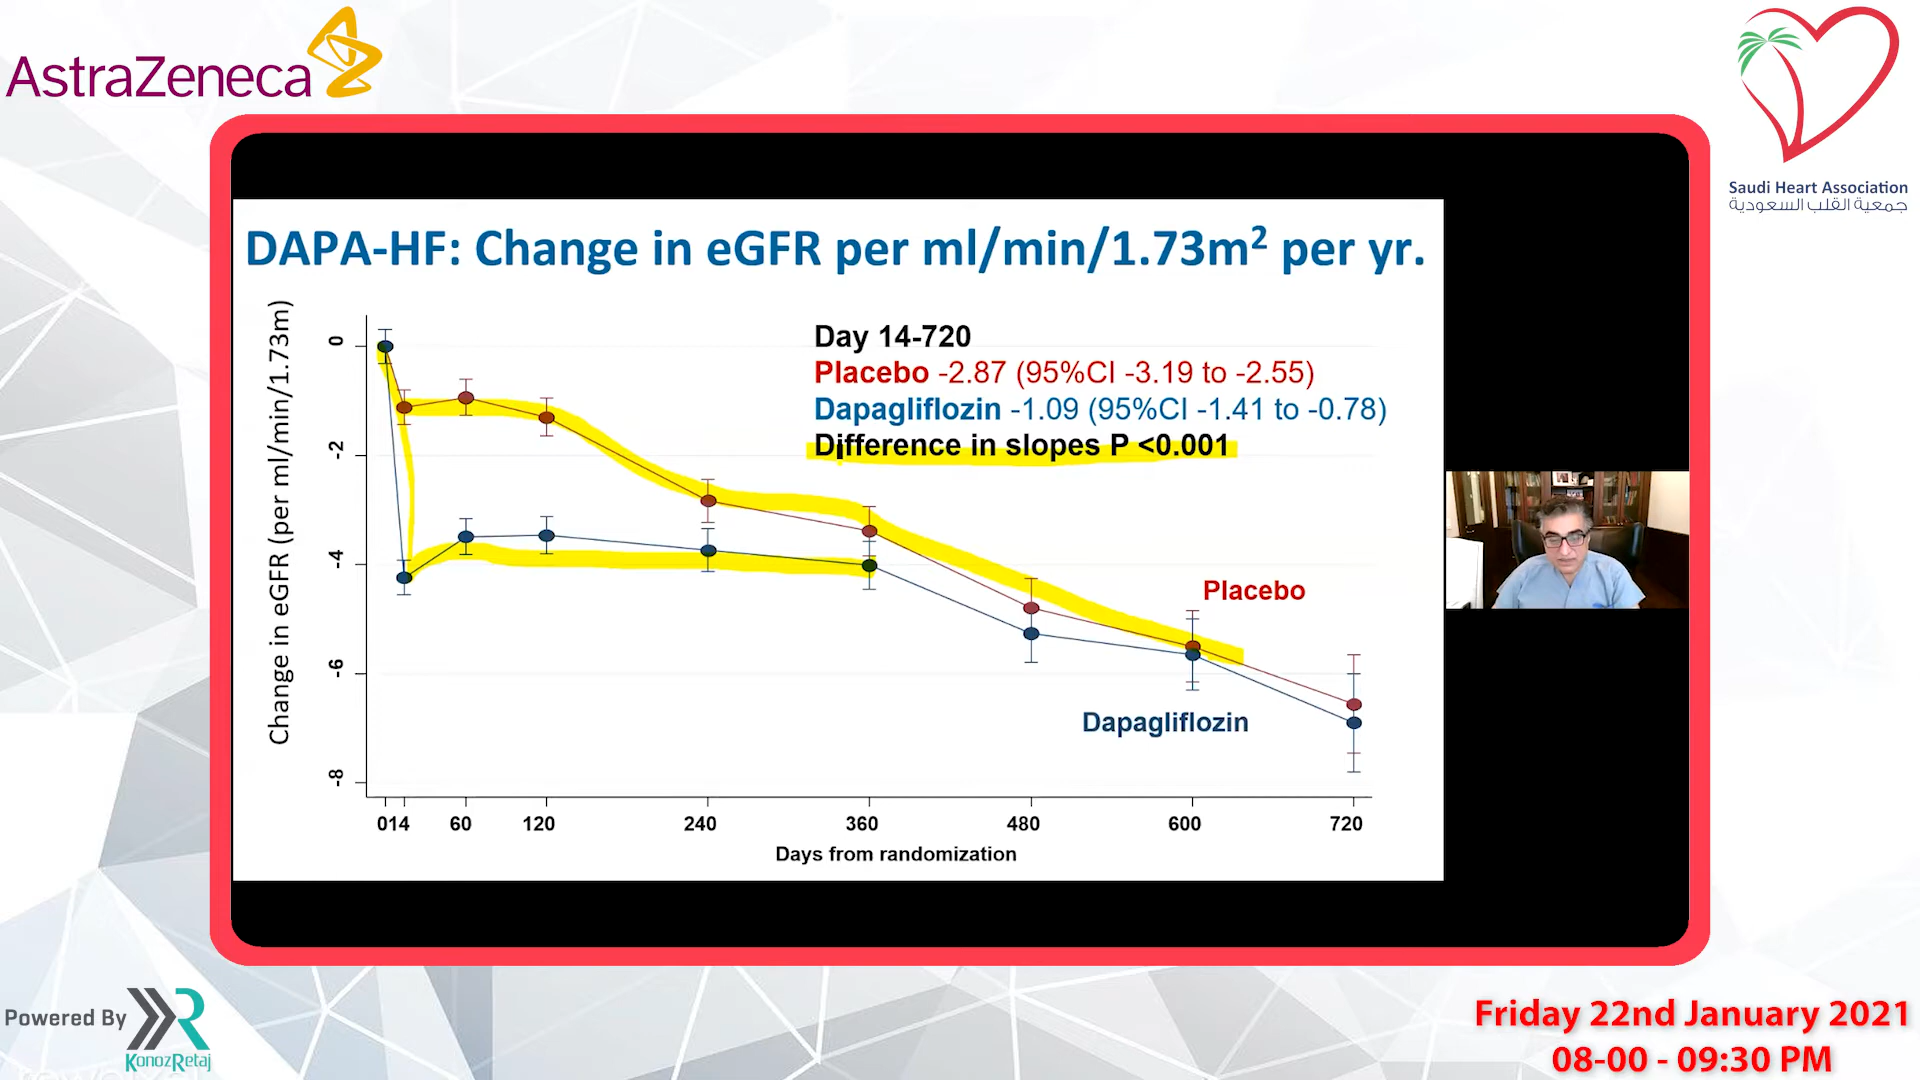 AstraZeneca
Saudi Heart Association
جمعية القلب السعودية
DAPA-HF: Change in eGFR per ml/min/1.73m² per yr.
Change in eGFR (per ml/min/1.73m)
0
-2
-4
-6
-8
Day 14-720
Placebo -2.87 (95%CI -3.19 to -2.55)
Dapagliflozin -1.09 (95%CI -1.41 to -0.78)
Difference in slopes P <0.001
Placebo
Dapagliflozin
014 60 120 240 360 480 600 720
Days from randomization
Powered By
KonozRetaj
Friday 22nd January 2021
08-00 - 09:30 PM